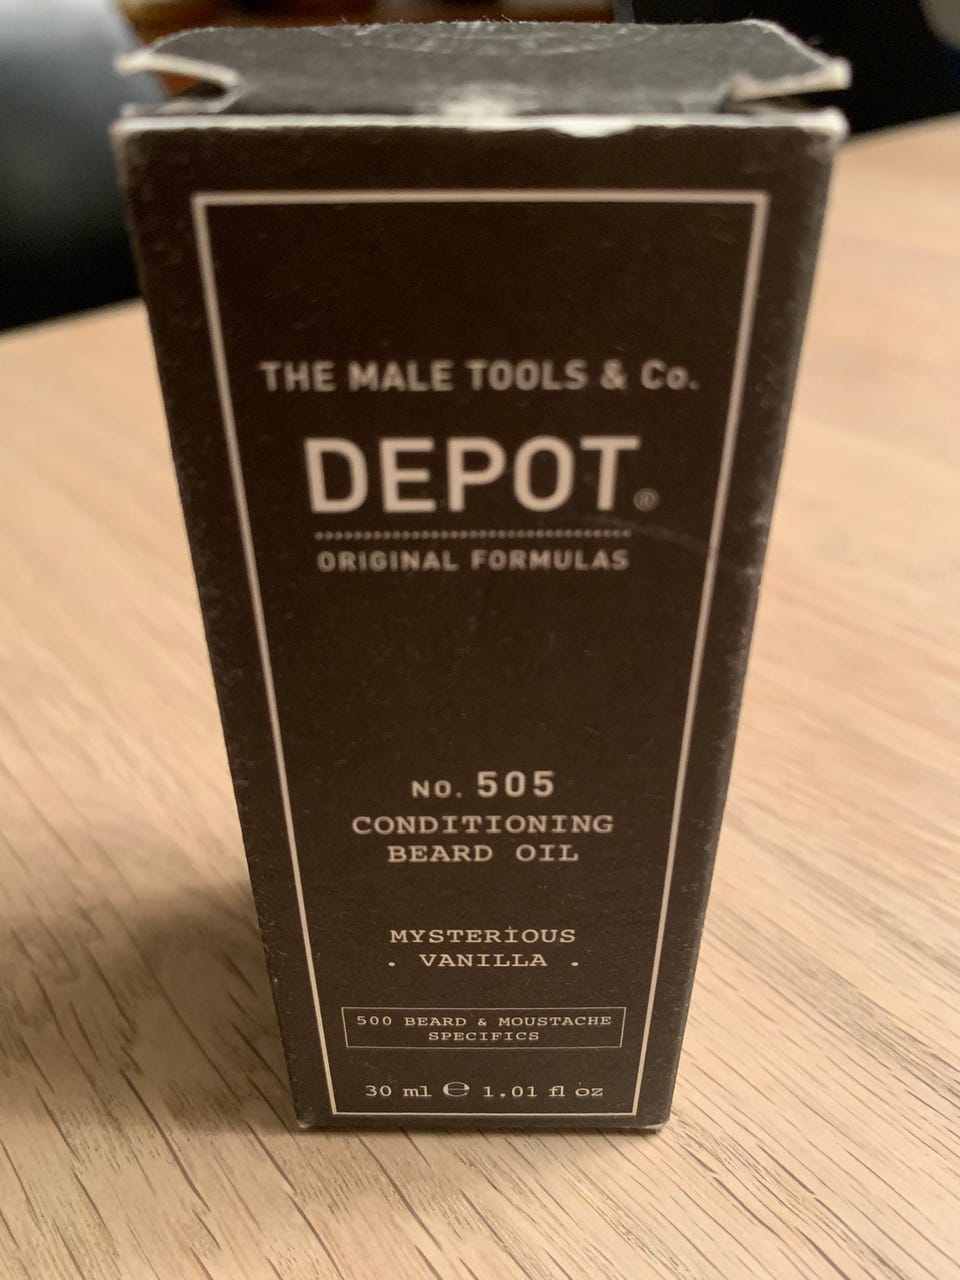 THE MALE TOOLS & Co.
DEPOT®
ORIGINAL FORMULAS
NO. 505
CONDITIONING
BEARD OIL
MYSTERIOUS
. VANILLA .
500 BEARD & MOUSTACHE
SPECIFICS
30 ml ℮ 1.01 fl oz